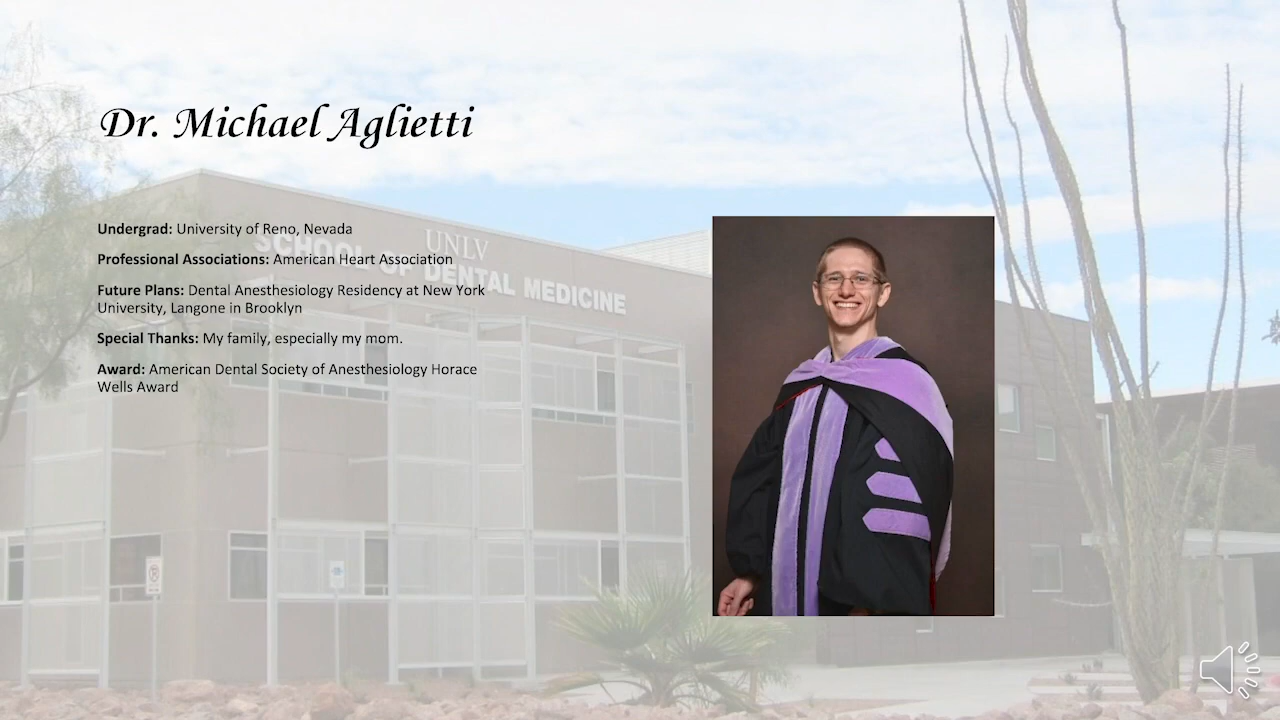 Dr. Michael Aglietti
Undergrad: University of Reno, Nevada
UNLV
SCHOOL OF DENTAL MEDICINE
Professional Associations: American Heart Association
Future Plans: Dental Anesthesiology Residency at New York
University, Langone in Brooklyn
Special Thanks: My family, especially my mom.
Award: American Dental Society of Anesthesiology Horace
Wells Award